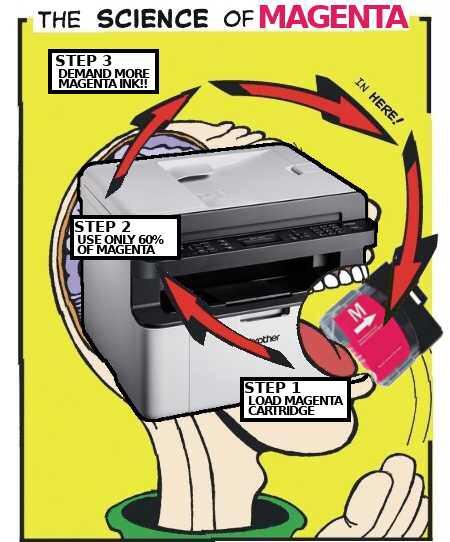 THE SCIENCE OF MAGENTA
STEP 3
DEMAND MORE
MAGENTA INK!!
IN HERE!
STEP 2
USE ONLY 60%
OF MAGENTA
M
brother
STEP 1
LOAD MAGENTA
CARTRIDGE